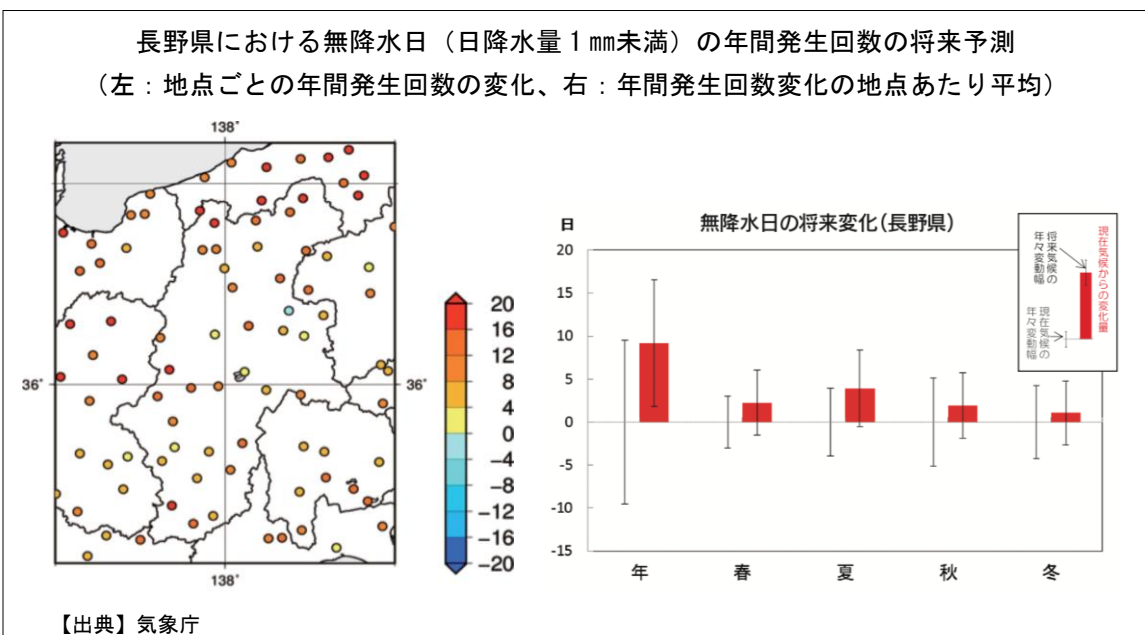 長野県における無降水日（日降水量１㎜未満）の年間発生回数の将来予測
（左：地点ごとの年間発生回数の変化、右：年間発生回数変化の地点あたり平均）
138°
36°
36°
138°
20
16
12
8
4
0
-4
-8
-12
-16
-20
日
無降水日の将来変化(長野県)
20
15
10
5
0
-5
-10
-15
年
春
夏
秋
冬
現在気候からの変化量
将来気候の
年々変動幅
現在気候の
年々変動幅
【出典】気象庁